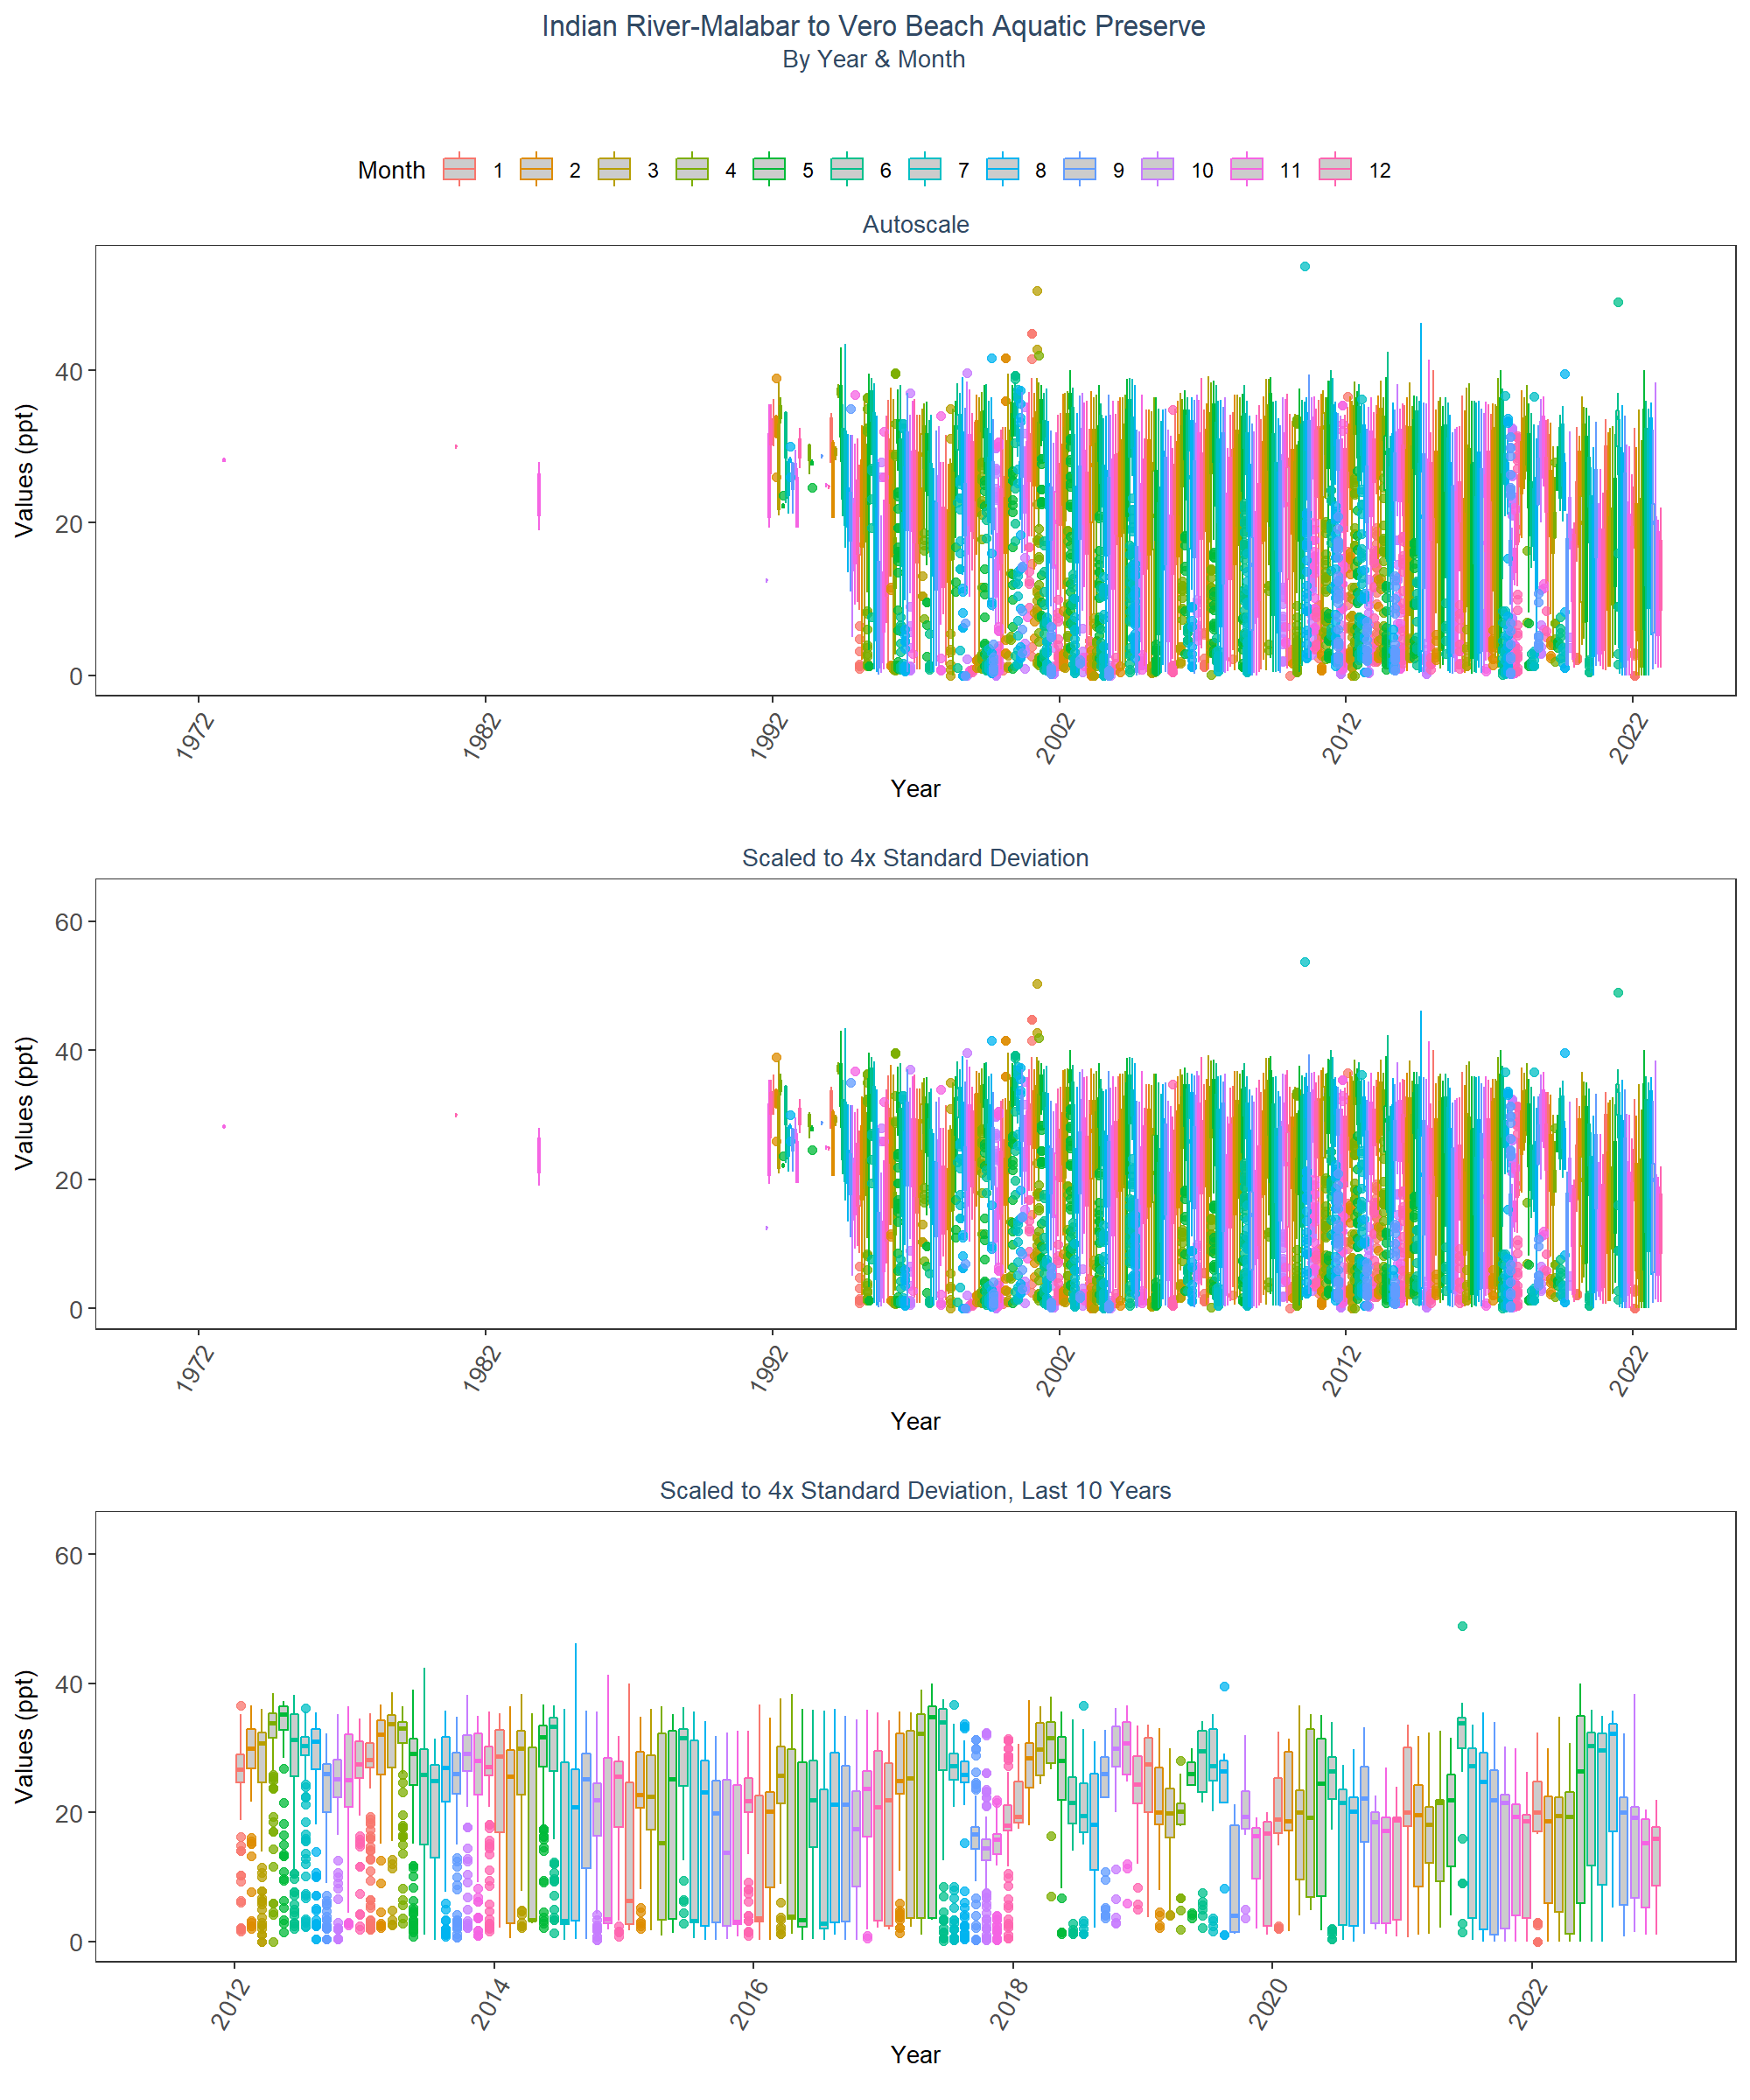 Indian River-Malabar to Vero Beach Aquatic Preserve
By Year & Month
Month 1 2 3 4 5 6 7 8 9 10 11 12
Autoscale
Values (ppt)
40
20
0
1972 1982 1992 2002 2012 2022
Year
Scaled to 4x Standard Deviation
Values (ppt)
60
40
20
0
1972 1982 1992 2002 2012 2022
Year
Scaled to 4x Standard Deviation, Last 10 Years
Values (ppt)
60
40
20
0
2012 2014 2016 2018 2020 2022
Year